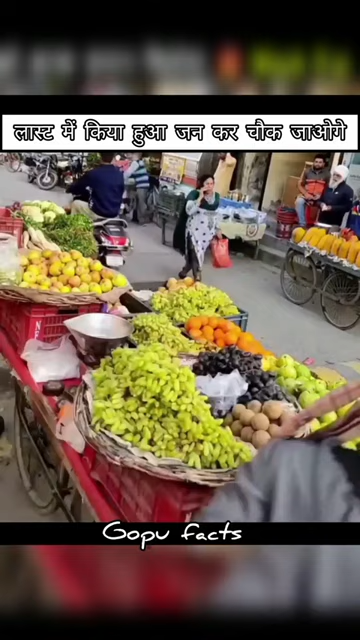 लास्ट में किया हुआ जन कर चौक जाओगे
Gopu facts